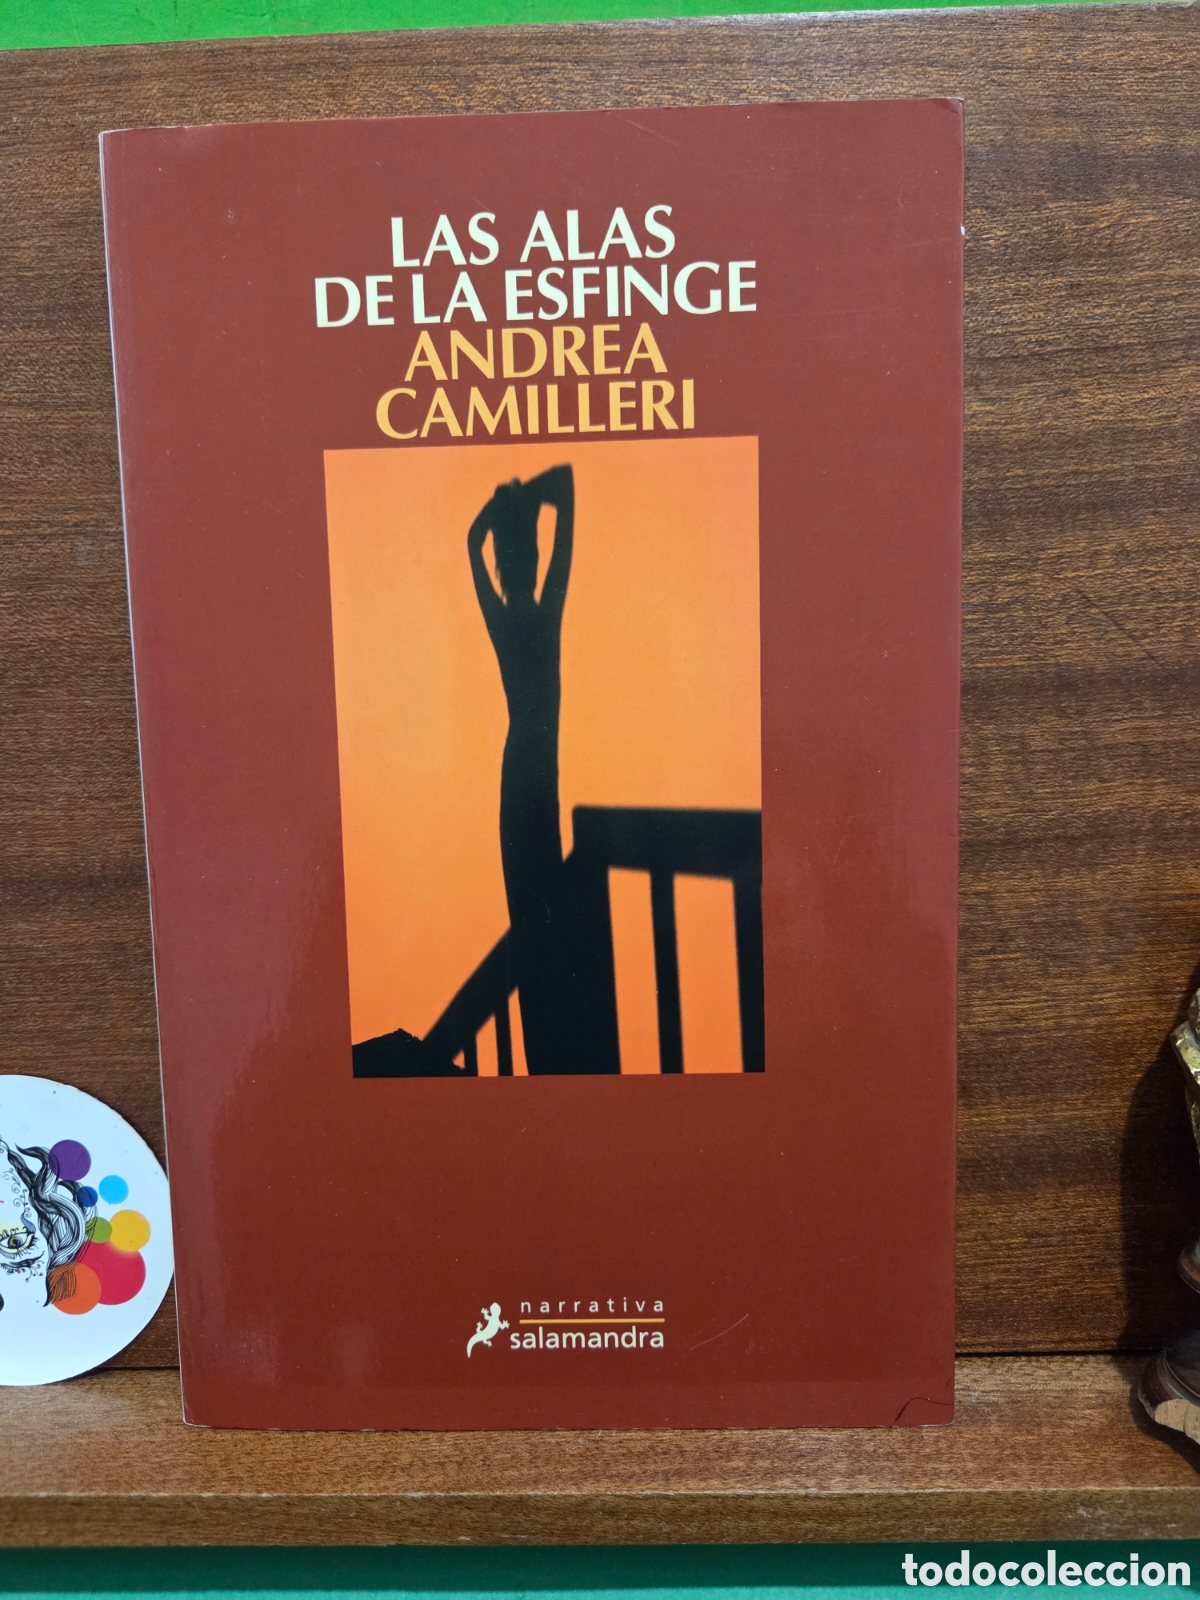 LAS ALAS
DE LA ESFINGE
ANDREA
CAMILLERI
narrativa
salamandra
todocoleccion